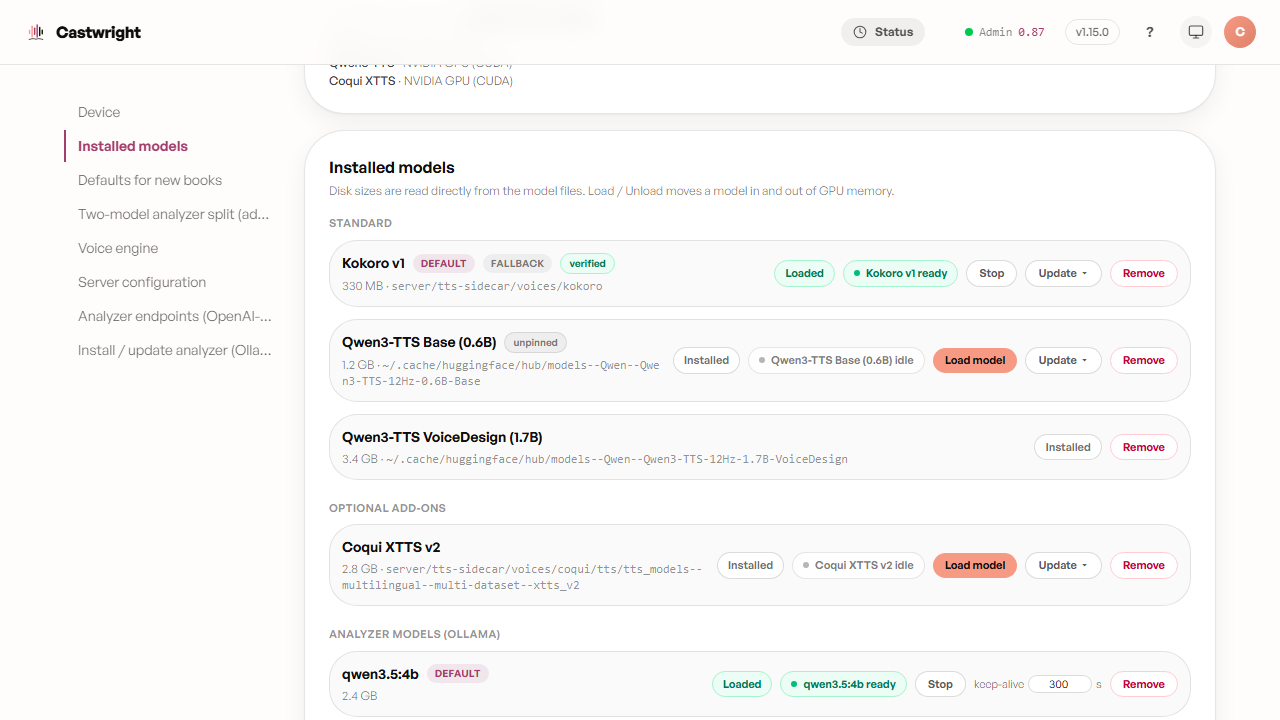 Castwright
Status
Admin 0.87
v1.15.0
?
C
Device
Installed models
Defaults for new books
Two-model analyzer split (ad...
Voice engine
Server configuration
Analyzer endpoints (OpenAI-...
Install / update analyzer (Olla...
Coqui XTTS · NVIDIA GPU (CUDA)
Installed models
Disk sizes are read directly from the model files. Load / Unload moves a model in and out of GPU memory.
STANDARD
Kokoro v1 DEFAULT FALLBACK verified
330 MB · server/tts-sidecar/voices/kokoro
Loaded
Kokoro v1 ready
Stop
Update
Remove
Qwen3-TTS Base (0.6B) unpinned
1.2 GB · ~/.cache/huggingface/hub/models--Qwen--Qwe
n3-TTS-12Hz-0.6B-Base
Installed
Qwen3-TTS Base (0.6B) idle
Load model
Update
Remove
Qwen3-TTS VoiceDesign (1.7B)
3.4 GB · ~/.cache/huggingface/hub/models--Qwen--Qwen3-TTS-12Hz-1.7B-VoiceDesign
Installed
Remove
OPTIONAL ADD-ONS
Coqui XTTS v2
2.8 GB · server/tts-sidecar/voices/coqui/tts/tts_models--
multilingual--multi-dataset--xtts_v2
Installed
Coqui XTTS v2 idle
Load model
Update
Remove
ANALYZER MODELS (OLLAMA)
qwen3.5:4b DEFAULT
2.4 GB
Loaded
qwen3.5:4b ready
Stop
keep-alive 300 s
Remove